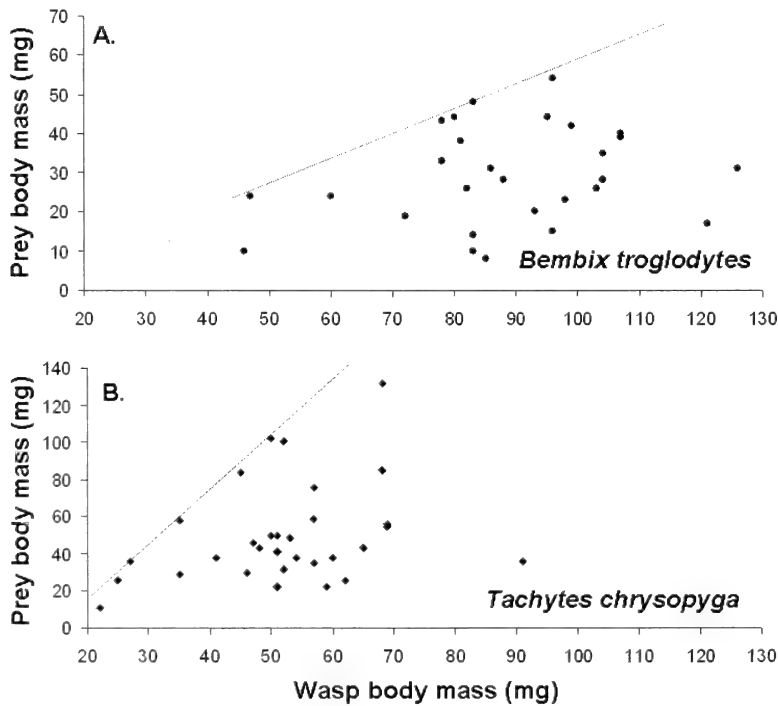 A.
Prey body mass (mg)
70
60
50
40
30
20
10
0
Bembix troglodytes
20 30 40 50 60 70 80 90 100 110 120 130
B.
Prey body mass (mg)
140
120
100
80
60
40
20
0
Tachytes chrysopyga
20 30 40 50 60 70 80 90 100 110 120 130
Wasp body mass (mg)